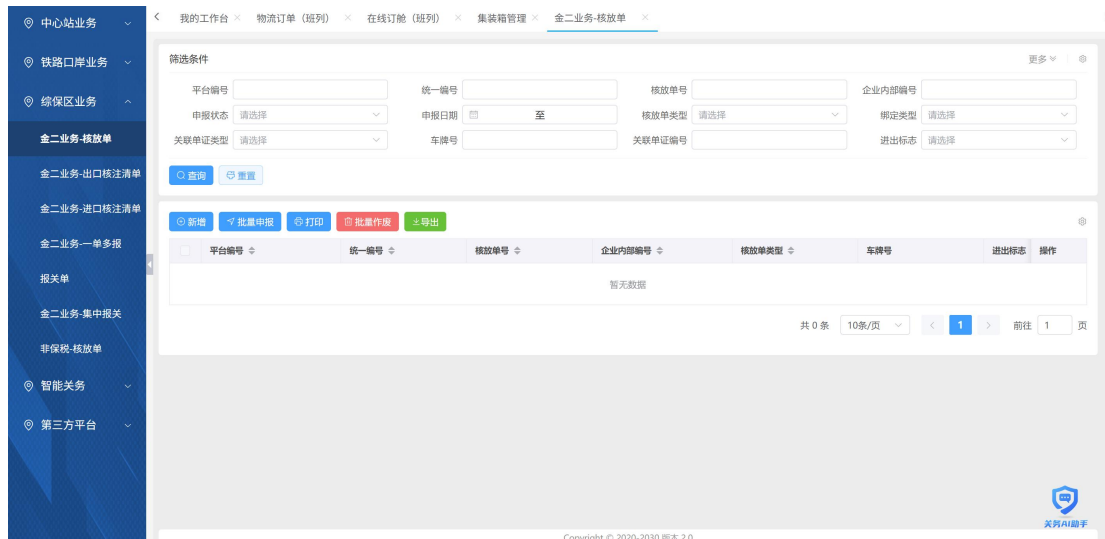 中心站业务
铁路口岸业务
综保区业务
金二业务-核放单
金二业务-出口核注清单
金二业务-进口核注清单
金二业务-一单多报
报关单
金二业务-集中报关
非保税-核放单
智能关务
第三方平台
我的工作台 物流订单（班列） 在线订舱（班列） 集装箱管理 金二业务-核放单
筛选条件 更多
平台编号 统一编号 核放单号 企业内部编号
申报状态 请选择 申报日期 至 核放单类型 请选择 绑定类型 请选择
关联单证类型 请选择 车牌号 关联单证编号 进出标志 请选择
查询 重置
新增 批量申报 打印 批量作废 导出
平台编号 统一编号 核放单号 企业内部编号 核放单类型 车牌号 进出标志 操作
暂无数据
共 0 条 10条/页 1 前往 1 页
关务AI助手
Copyright © 2020-2030 版本 2.0